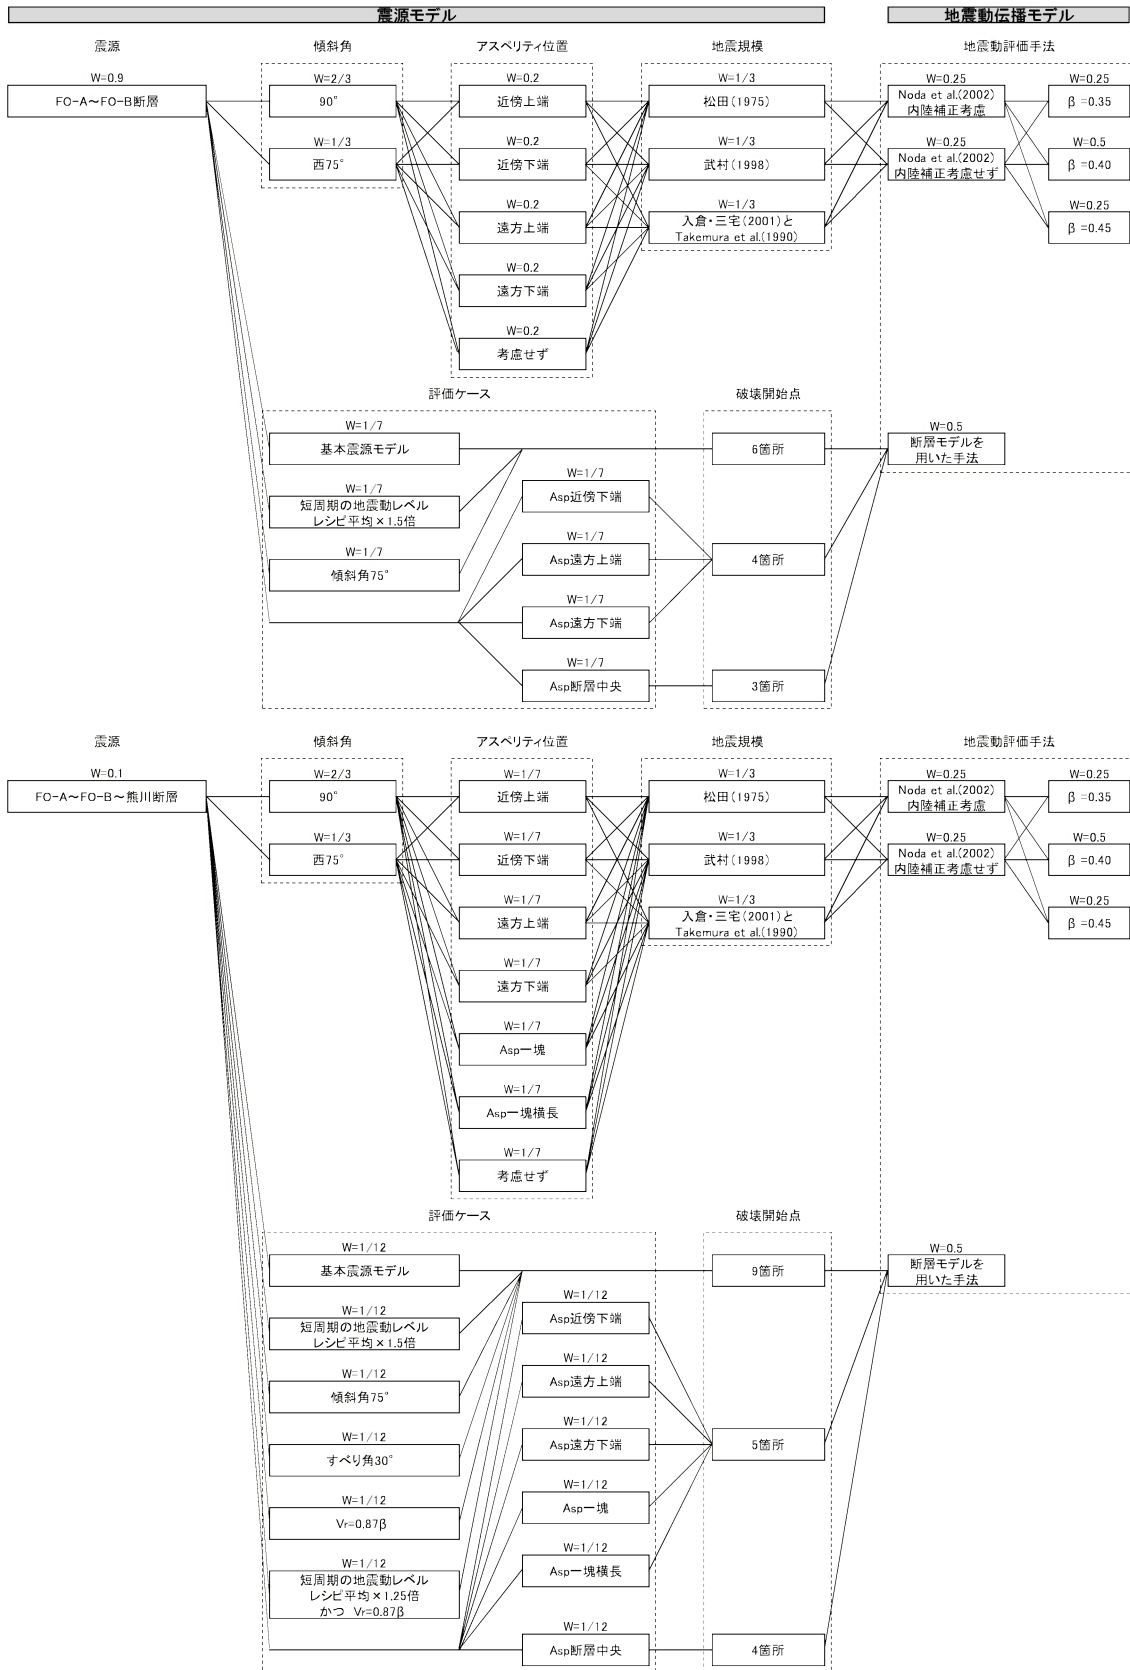 震源モデル
地震動伝播モデル
震源
傾斜角
アスペリティ位置
地震規模
地震動評価手法
W=0.9
FO-A～FO-B断層
W=2/3
90°
W=1/3
西75°
W=0.2
近傍上端
W=0.2
近傍下端
W=0.2
遠方上端
W=0.2
遠方下端
W=0.2
考慮せず
W=1/3
松田(1975)
W=1/3
武村(1998)
W=1/3
入倉・三宅(2001)と
Takemura et al.(1990)
W=0.25
Noda et al.(2002)
内陸補正考慮
W=0.25
Noda et al.(2002)
内陸補正考慮せず
W=0.25
β=0.35
W=0.5
β=0.40
W=0.25
β=0.45
評価ケース
破壊開始点
W=1/7
基本震源モデル
W=1/7
短周期の地震動レベル
レシピ平均×1.5倍
W=1/7
傾斜角75°
W=1/7
Asp近傍下端
W=1/7
Asp遠方上端
W=1/7
Asp遠方下端
W=1/7
Asp断層中央
6箇所
4箇所
3箇所
W=0.5
断層モデルを
用いた手法
震源
傾斜角
アスペリティ位置
地震規模
地震動評価手法
W=0.1
FO-A～FO-B～熊川断層
W=2/3
90°
W=1/3
西75°
W=1/7
近傍上端
W=1/7
近傍下端
W=1/7
遠方上端
W=1/7
遠方下端
W=1/7
Asp一塊
W=1/7
Asp一塊横長
W=1/7
考慮せず
W=1/3
松田(1975)
W=1/3
武村(1998)
W=1/3
入倉・三宅(2001)と
Takemura et al.(1990)
W=0.25
Noda et al.(2002)
内陸補正考慮
W=0.25
Noda et al.(2002)
内陸補正考慮せず
W=0.25
β=0.35
W=0.5
β=0.40
W=0.25
β=0.45
評価ケース
破壊開始点
W=1/12
基本震源モデル
W=1/12
短周期の地震動レベル
レシピ平均×1.5倍
W=1/12
傾斜角75°
W=1/12
すべり角30°
W=1/12
Vr=0.87β
W=1/12
短周期の地震動レベル
レシピ平均×1.25倍
かつ Vr=0.87β
W=1/12
Asp近傍下端
W=1/12
Asp遠方上端
W=1/12
Asp遠方下端
W=1/12
Asp一塊
W=1/12
Asp一塊横長
W=1/12
Asp断層中央
9箇所
5箇所
4箇所
W=0.5
断層モデルを
用いた手法